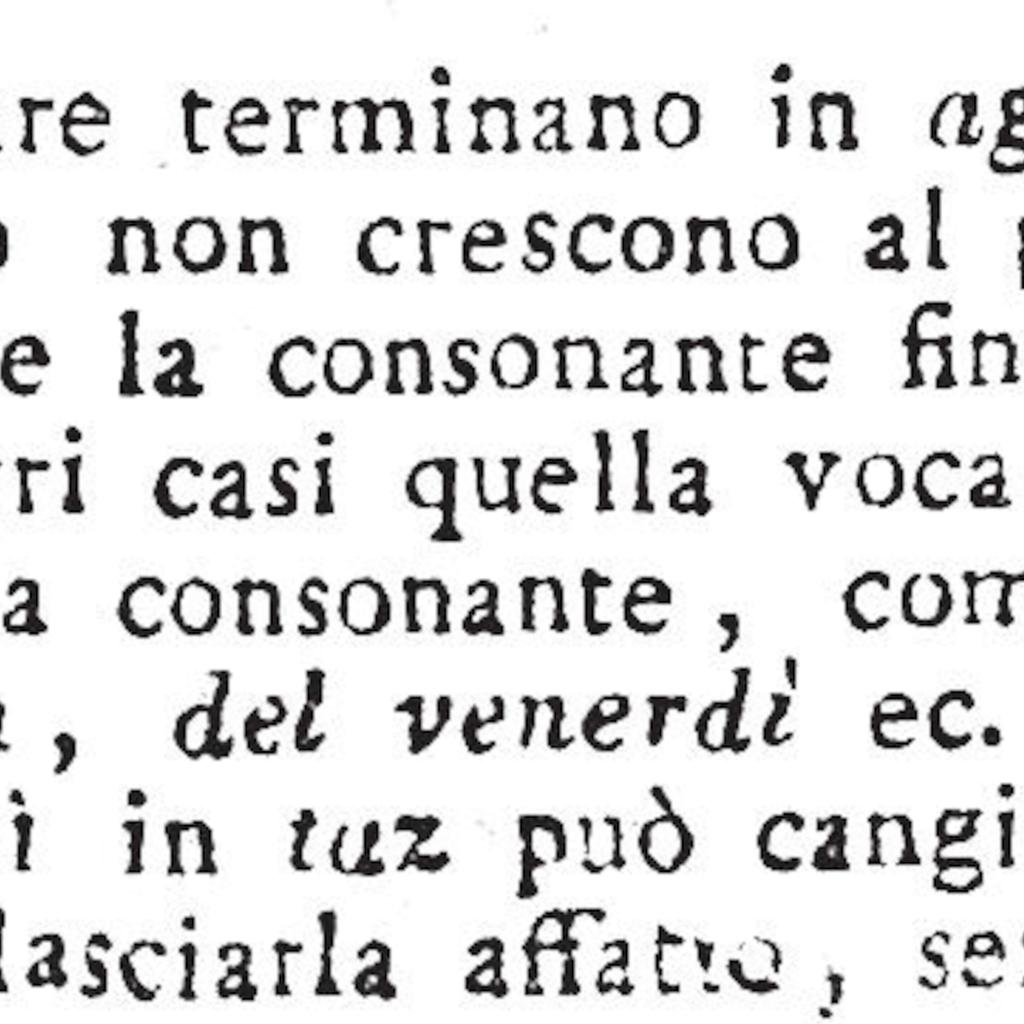 re terminano in ag
non crescono al
e la consonante fin
ri casi quella voca
a consonante , com
, del venerdì ec.
ì in taz può cangi
lasciarla affatto , se